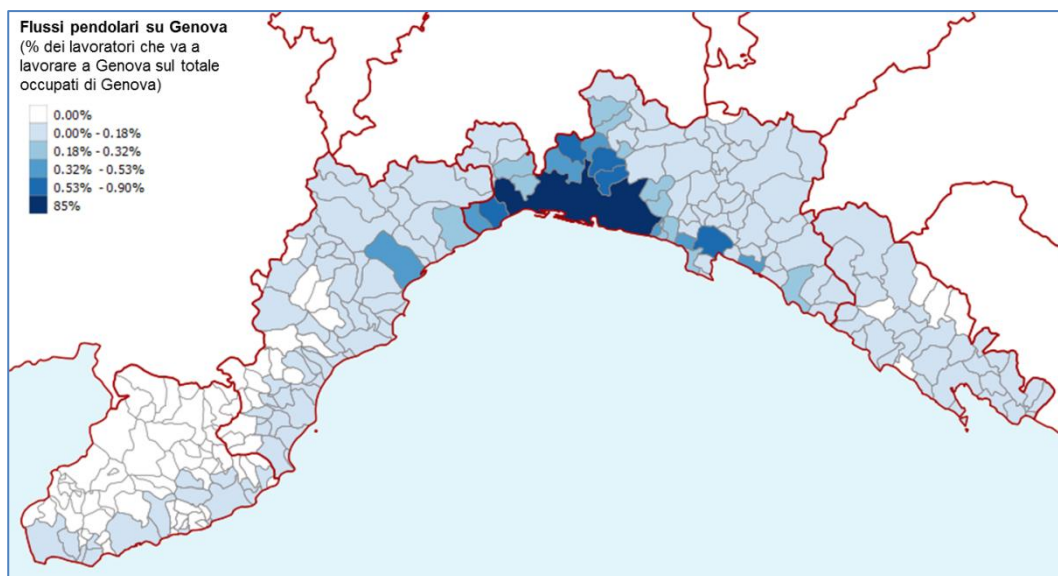 Flussi pendolari su Genova
(% dei lavoratori che va a
lavorare a Genova sul totale
occupati di Genova)
0.00%
0.00% - 0.18%
0.18% - 0.32%
0.32% - 0.53%
0.53% - 0.90%
85%